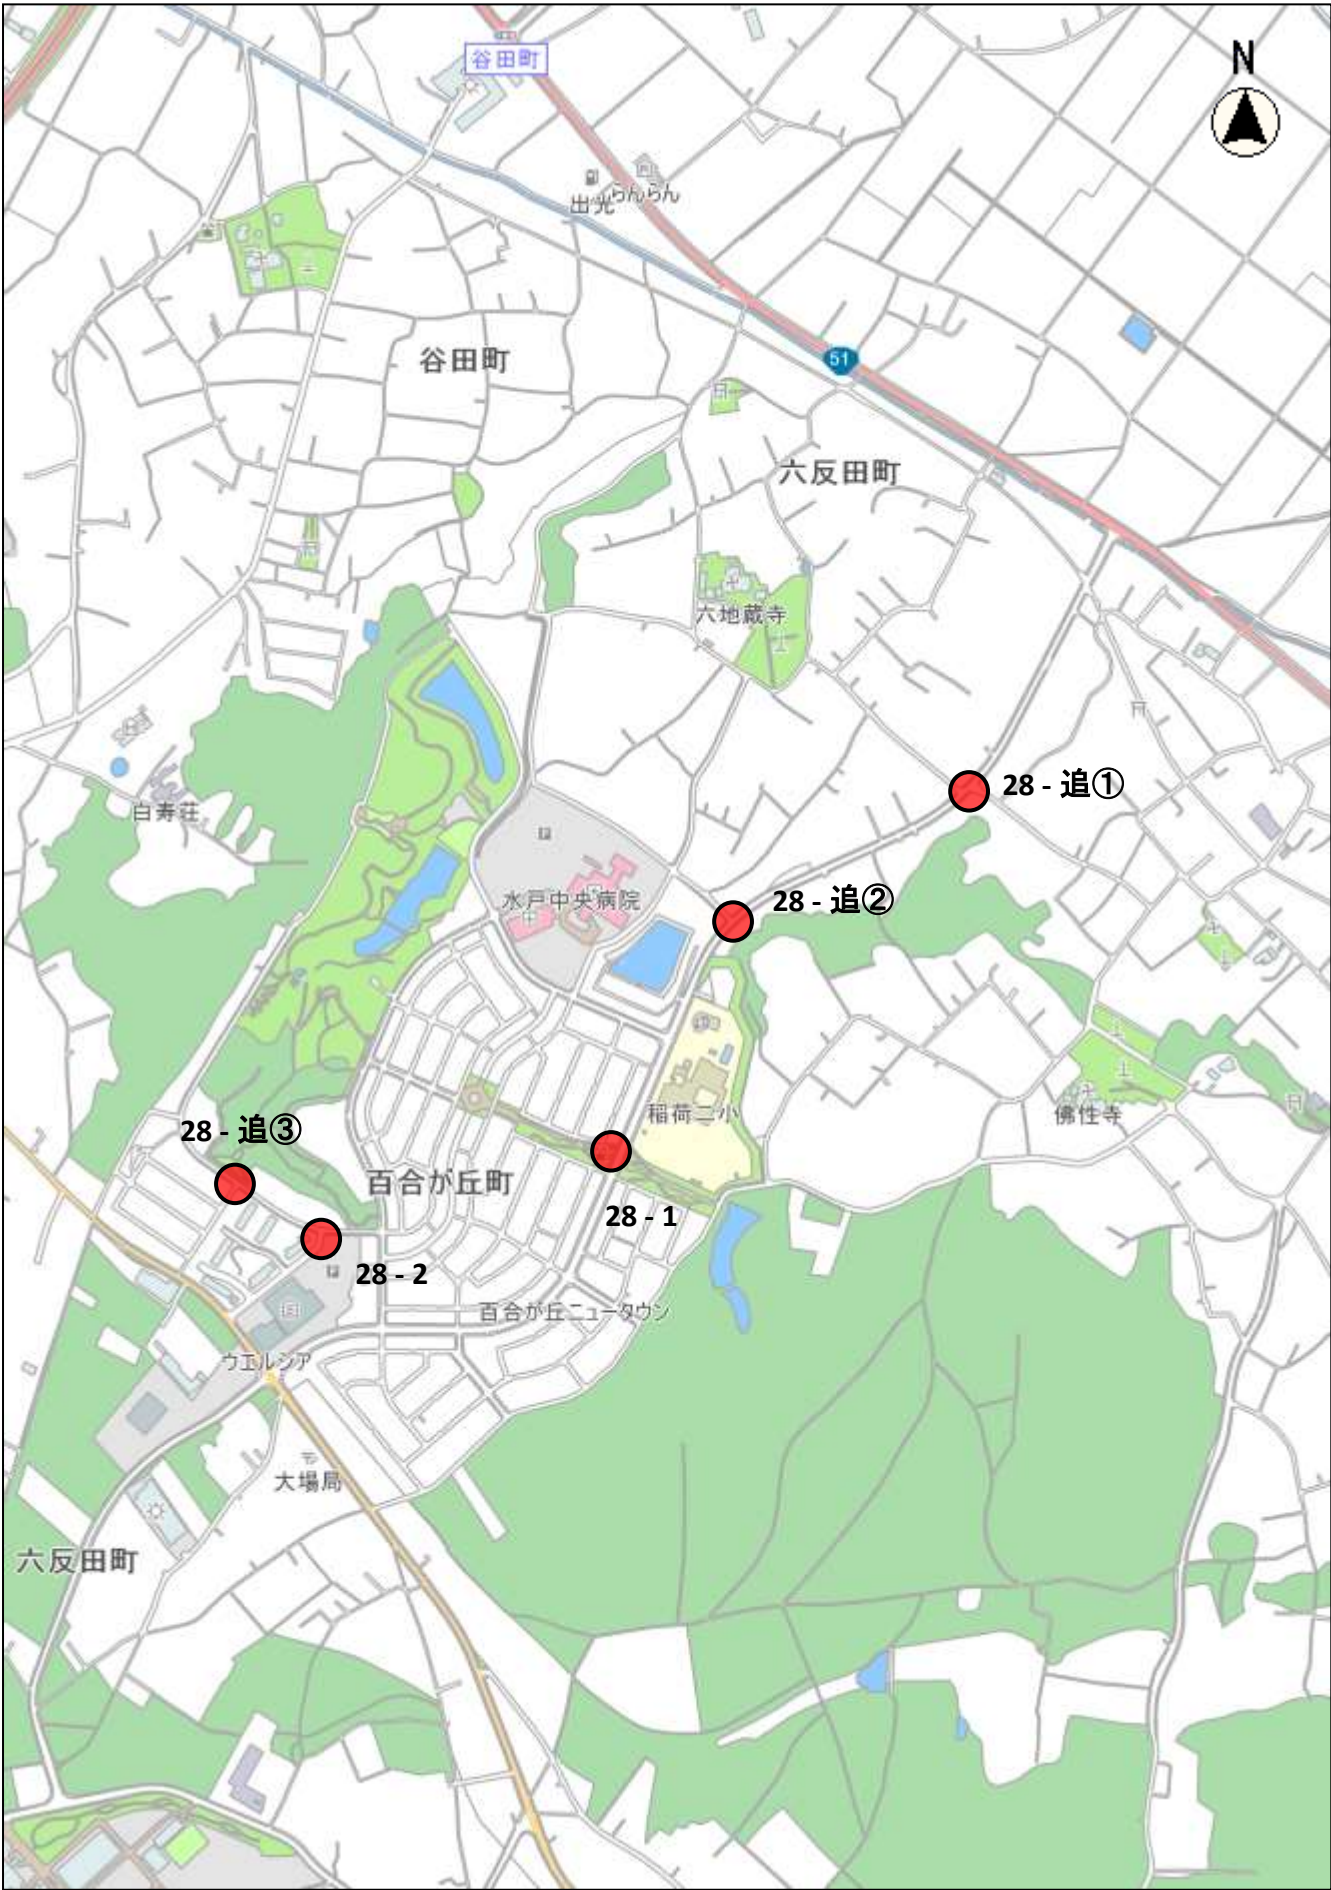 谷田町
N
出光
らんらん
谷田町
51
六反田町
六地蔵寺
28 - 追①
白寿荘
水戸中央病院
28 - 追②
稲荷二小
佛性寺
28 - 追③
百合が丘町
28 - 1
28 - 2
百合が丘ニュータウン
ウエルシア
大場局
六反田町